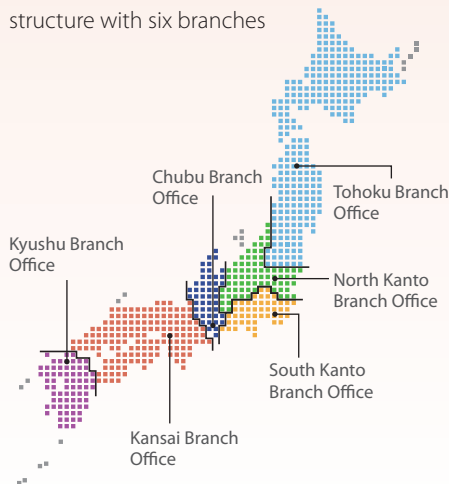 structure with six branches
Chubu Branch
Office
Tohoku Branch
Office
Kyushu Branch
Office
North Kanto
Branch Office
South Kanto
Branch Office
Kansai Branch
Office